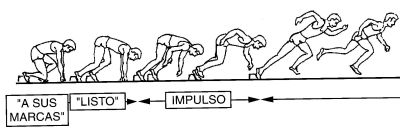 "A SUS
MARCAS"
"LISTO"
IMPULSO